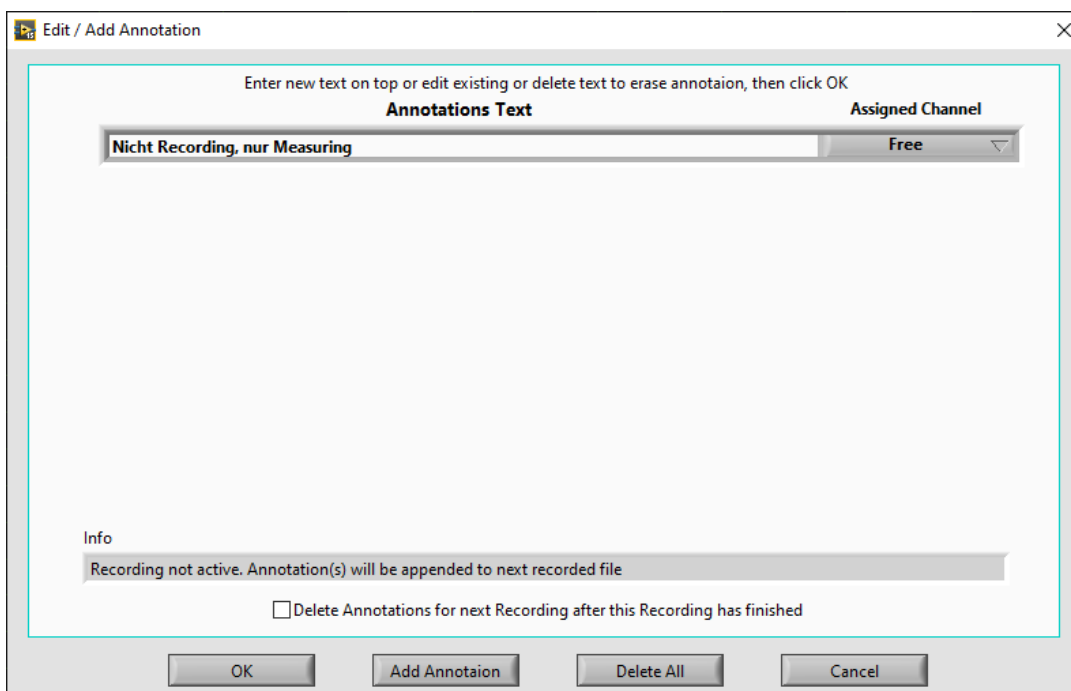 Edit / Add Annotation
Enter new text on top or edit existing or delete text to erase annotaion, then click OK
Annotations Text
Assigned Channel
Nicht Recording, nur Measuring
Free
Info
Recording not active. Annotation(s) will be appended to next recorded file
Delete Annotations for next Recording after this Recording has finished
OK
Add Annotaion
Delete All
Cancel